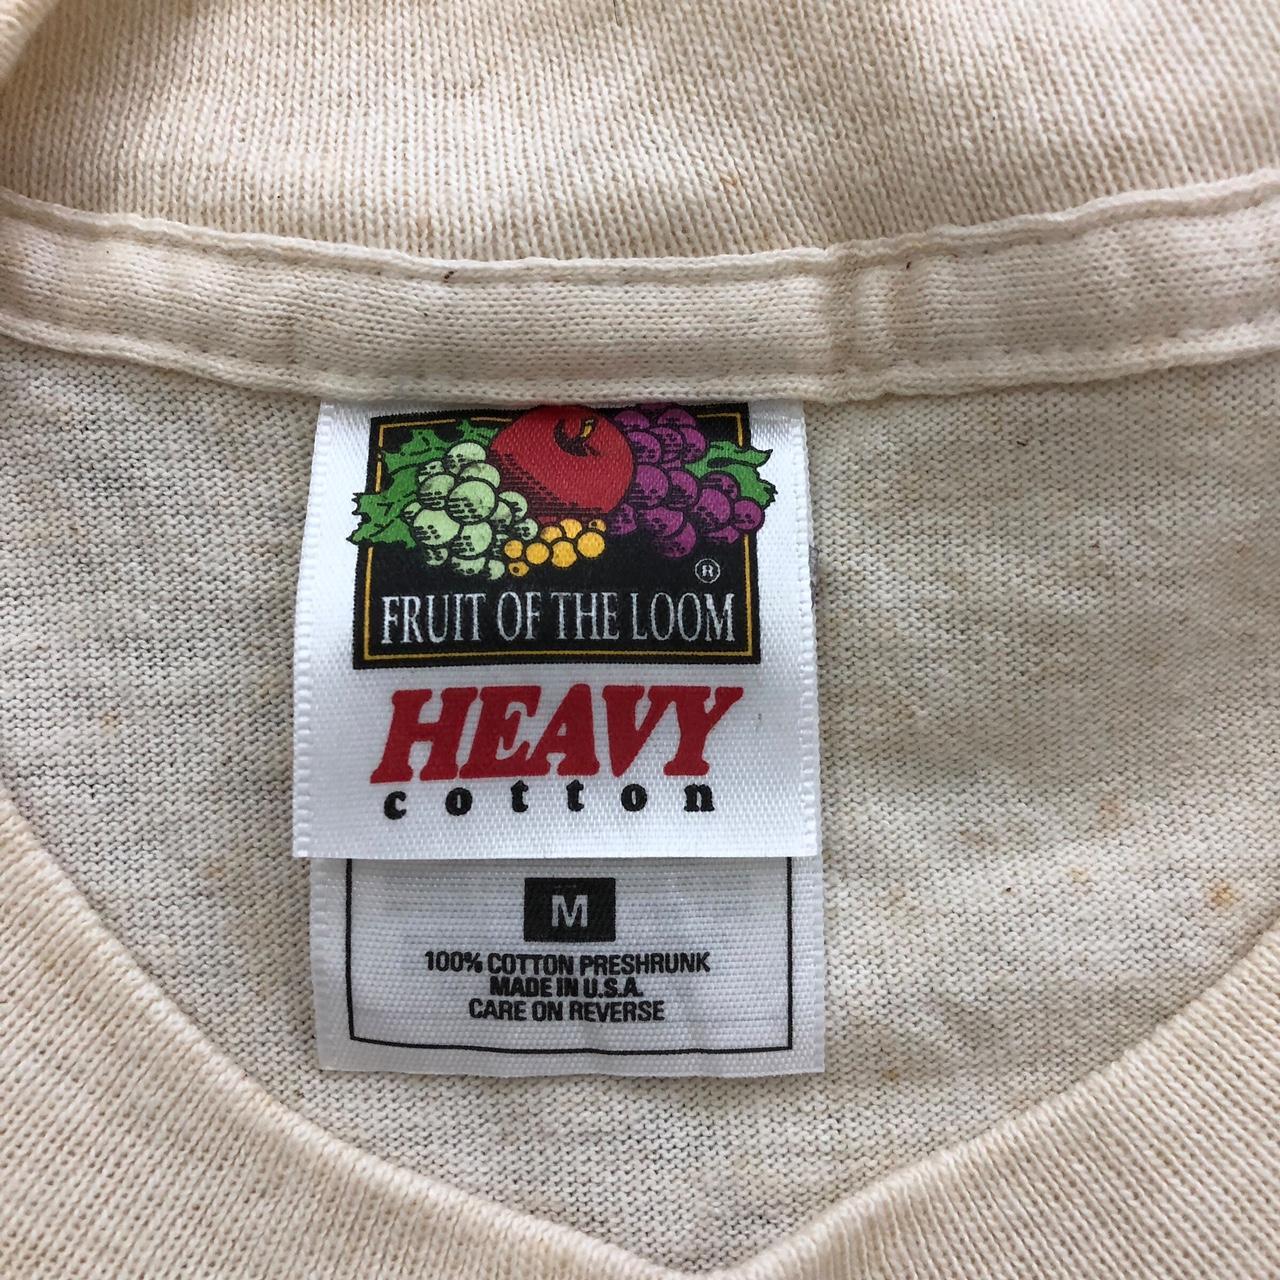 ®
FRUIT OF THE LOOM
HEAVY
cotton
M
100% COTTON PRESHRUNK
MADE IN U.S.A.
CARE ON REVERSE